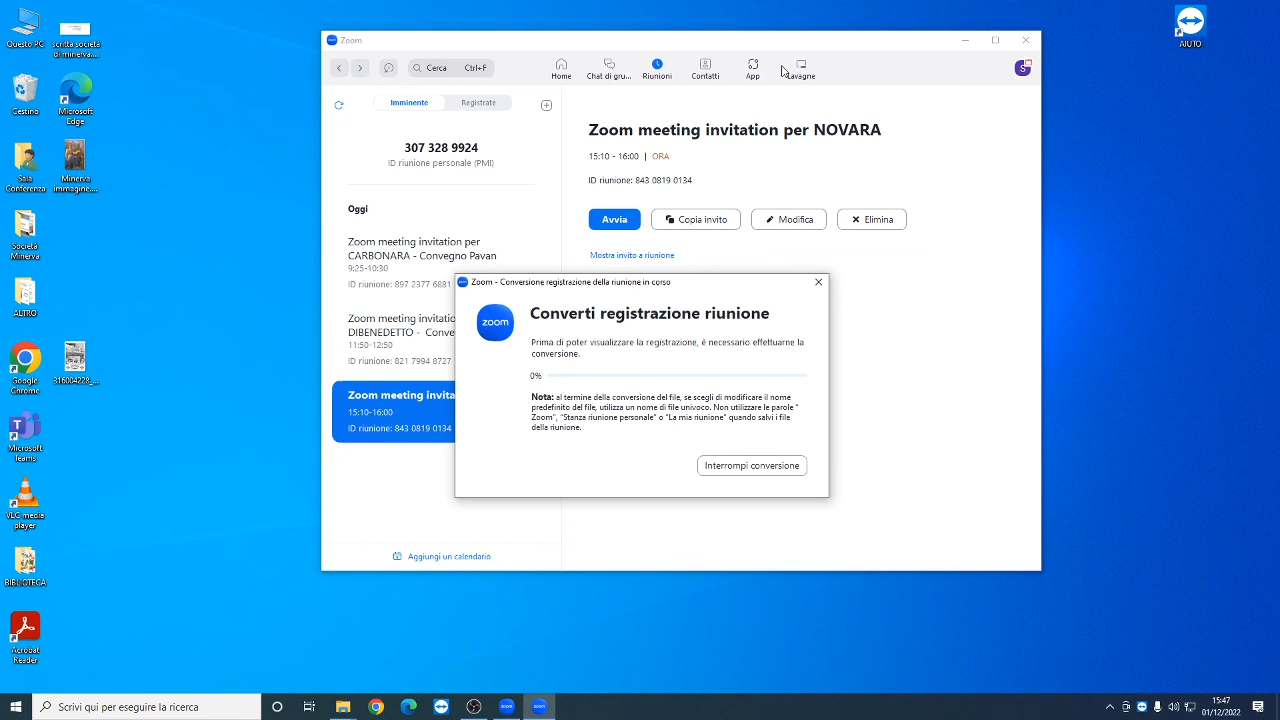 Questo PC
scritta società
di minerva....
Cestino
Microsoft
Edge
Sala
Conferenza
Minerva
immagine....
Società
Minerva
ALTRO
Google
Chrome
316004228_...
Microsoft
Teams
VLC media
player
BIBLIOTECA
Acrobat
Reader
AIUTO
Zoom
Cerca Ctrl+F
Home
Chat di gru...
Riunioni
Contatti
App
Lavagne
S
Imminente
Registrate
307 328 9924
ID riunione personale (PMI)
Oggi
Zoom meeting invitation per
CARBONARA - Convegno Pavan
9:25-10:30
ID riunione: 897 2377 6881
Zoom meeting invitatio
DIBENEDETTO - Conve
11:50-12:50
ID riunione: 821 7994 8727
Zoom meeting invita
15:10-16:00
ID riunione: 843 0819 0134
Aggiungi un calendario
Zoom meeting invitation per NOVARA
15:10 - 16:00 | ORA
ID riunione: 843 0819 0134
Avvia
Copia invito
Modifica
Elimina
Mostra invito a riunione
Zoom - Conversione registrazione della riunione in corso
zoom
Converti registrazione riunione
Prima di poter visualizzare la registrazione, è necessario effettuarne la
conversione.
0%
Nota: al termine della conversione del file, se scegli di modificare il nome
predefinito del file, utilizza un nome di file univoco. Non utilizzare le parole "
Zoom", "Stanza riunione personale" o "La mia riunione" quando salvi i file
della riunione.
Interrompi conversione
Scrivi qui per eseguire la ricerca
zoom
zoom
15:47
01/12/2022